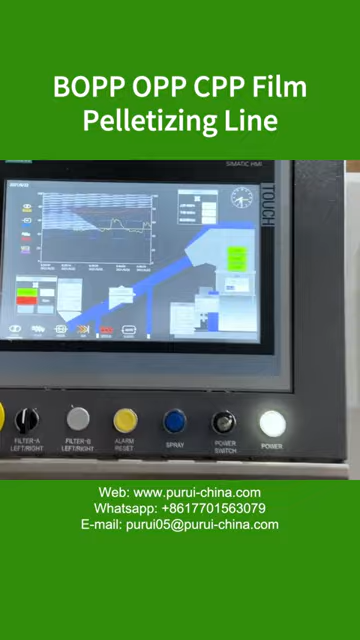 BOPP OPP CPP Film
Pelletizing Line
SIMATIC HMI
TOUCH
FILTER-A
LEFT/RIGHT
FILTER-B
LEFT/RIGHT
ALARM
RESET
SPRAY
POWER
SWITCH
POWER
Web: www.purui-china.com
Whatsapp: +8617701563079
E-mail: purui05@purui-china.com